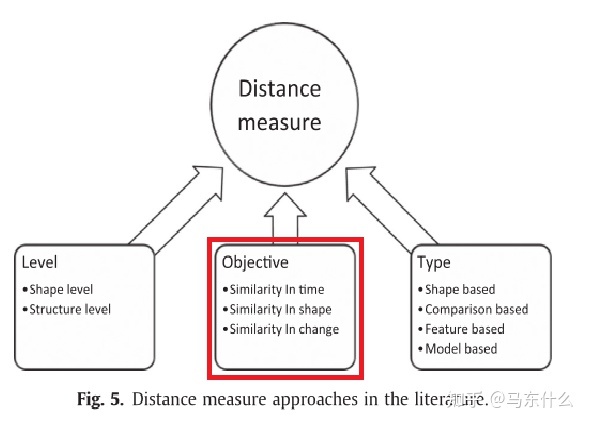 Distance
measure
Level
•Shape level
•Structure level
Objective
•Similarity In time
•Similarity In shape
•Similarity In change
Type
• Shape based
• Comparison based
• Feature based
• Model based
Fig. 5. Distance measure approaches in the literature.
知乎 @马东什么